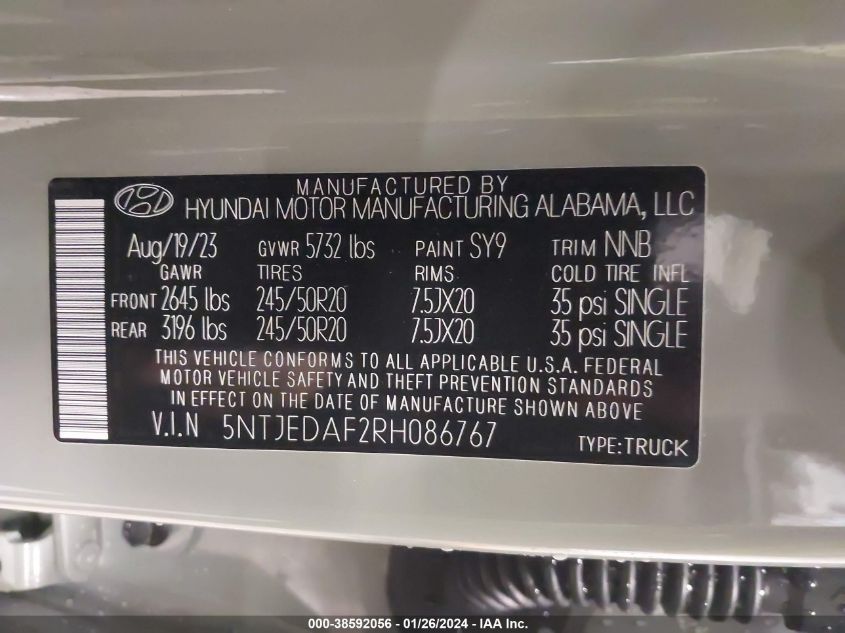 MANUFACTURED BY
HYUNDAI MOTOR MANUFACTURING ALABAMA, LLC
Aug/19/23 GVWR 5732 lbs PAINT SY9 TRIM NNB
GAWR TIRES RIMS COLD TIRE INFL
FRONT 2645 lbs 245/50R20 7.5JX20 35 psi SINGLE
REAR 3196 lbs 245/50R20 7.5JX20 35 psi SINGLE
THIS VEHICLE CONFORMS TO ALL APPLICABLE U.S.A. FEDERAL
MOTOR VEHICLE SAFETY AND THEFT PREVENTION STANDARDS
IN EFFECT ON THE DATE OF MANUFACTURE SHOWN ABOVE
V.I.N 5NTJEDAF2RH086767 TYPE:TRUCK
000-38592056 - 01/26/2024 - IAA Inc.